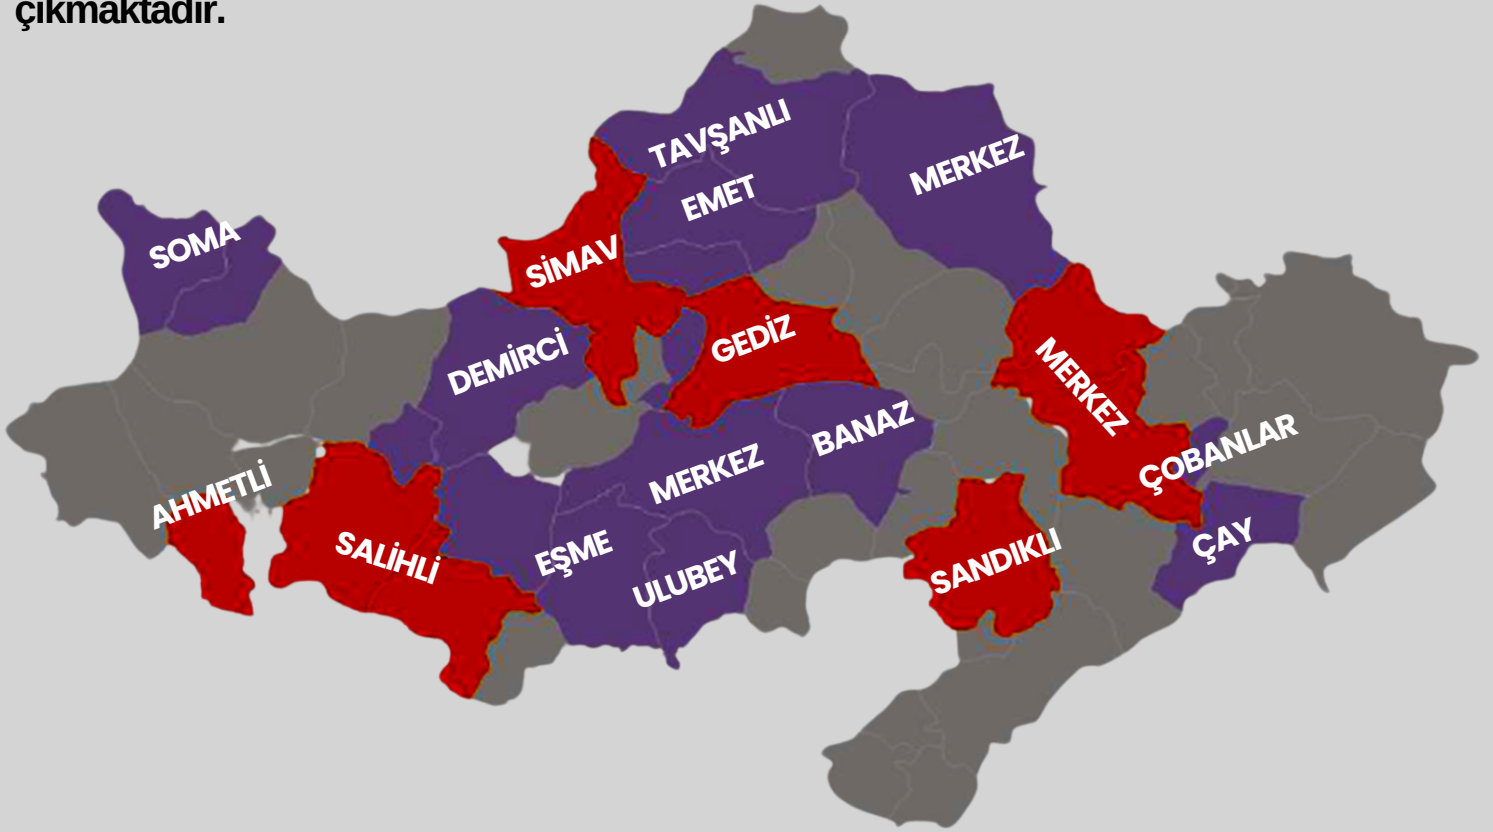 çıkmaktadır.
TAVŞANLI
MERKEZ
EMET
SOMA
SİMAV
GEDİZ
DEMİRCİ
MERKEZ
BANAZ
ÇOBANLAR
MERKEZ
AHMETLİ
SALİHLİ
EŞME
ULUBEY
SANDIKLI
ÇAY